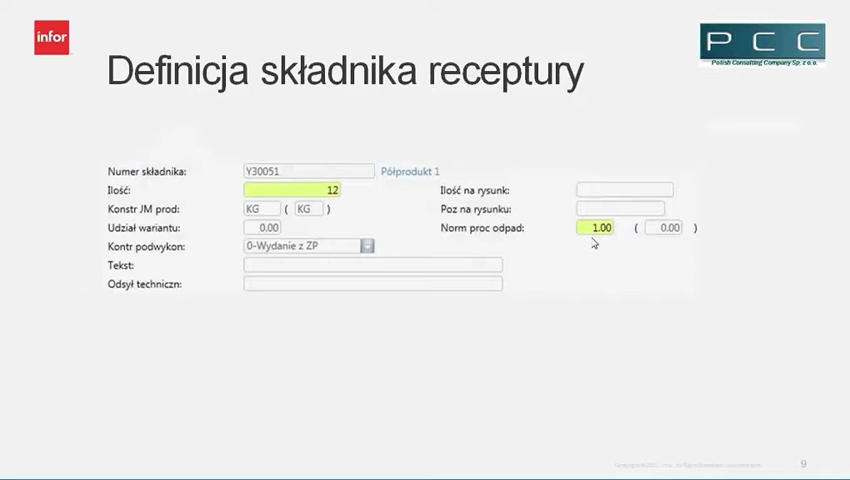 infor
PCC
Polish Consulting Company Sp. z o.o.
Definicja składnika receptury
Numer składnika: Y30051 Półprodukt 1
Ilość: 12 Ilość na rysunk:
Konstr JM prod: KG ( KG ) Poz na rysunku:
Udział wariantu: 0.00 Norm proc odpad: 1.00 ( 0.00 )
Kontr podwykon: 0-Wydanie z ZP
Tekst:
Odsył techniczn:
9